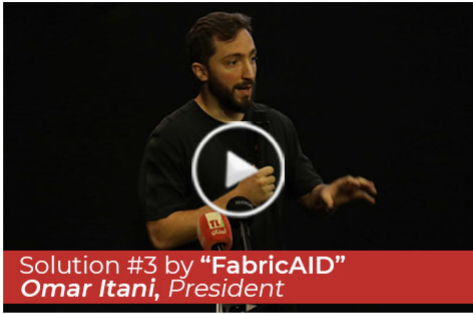 Solution #3 by “FabricAID”
Omar Itani, President